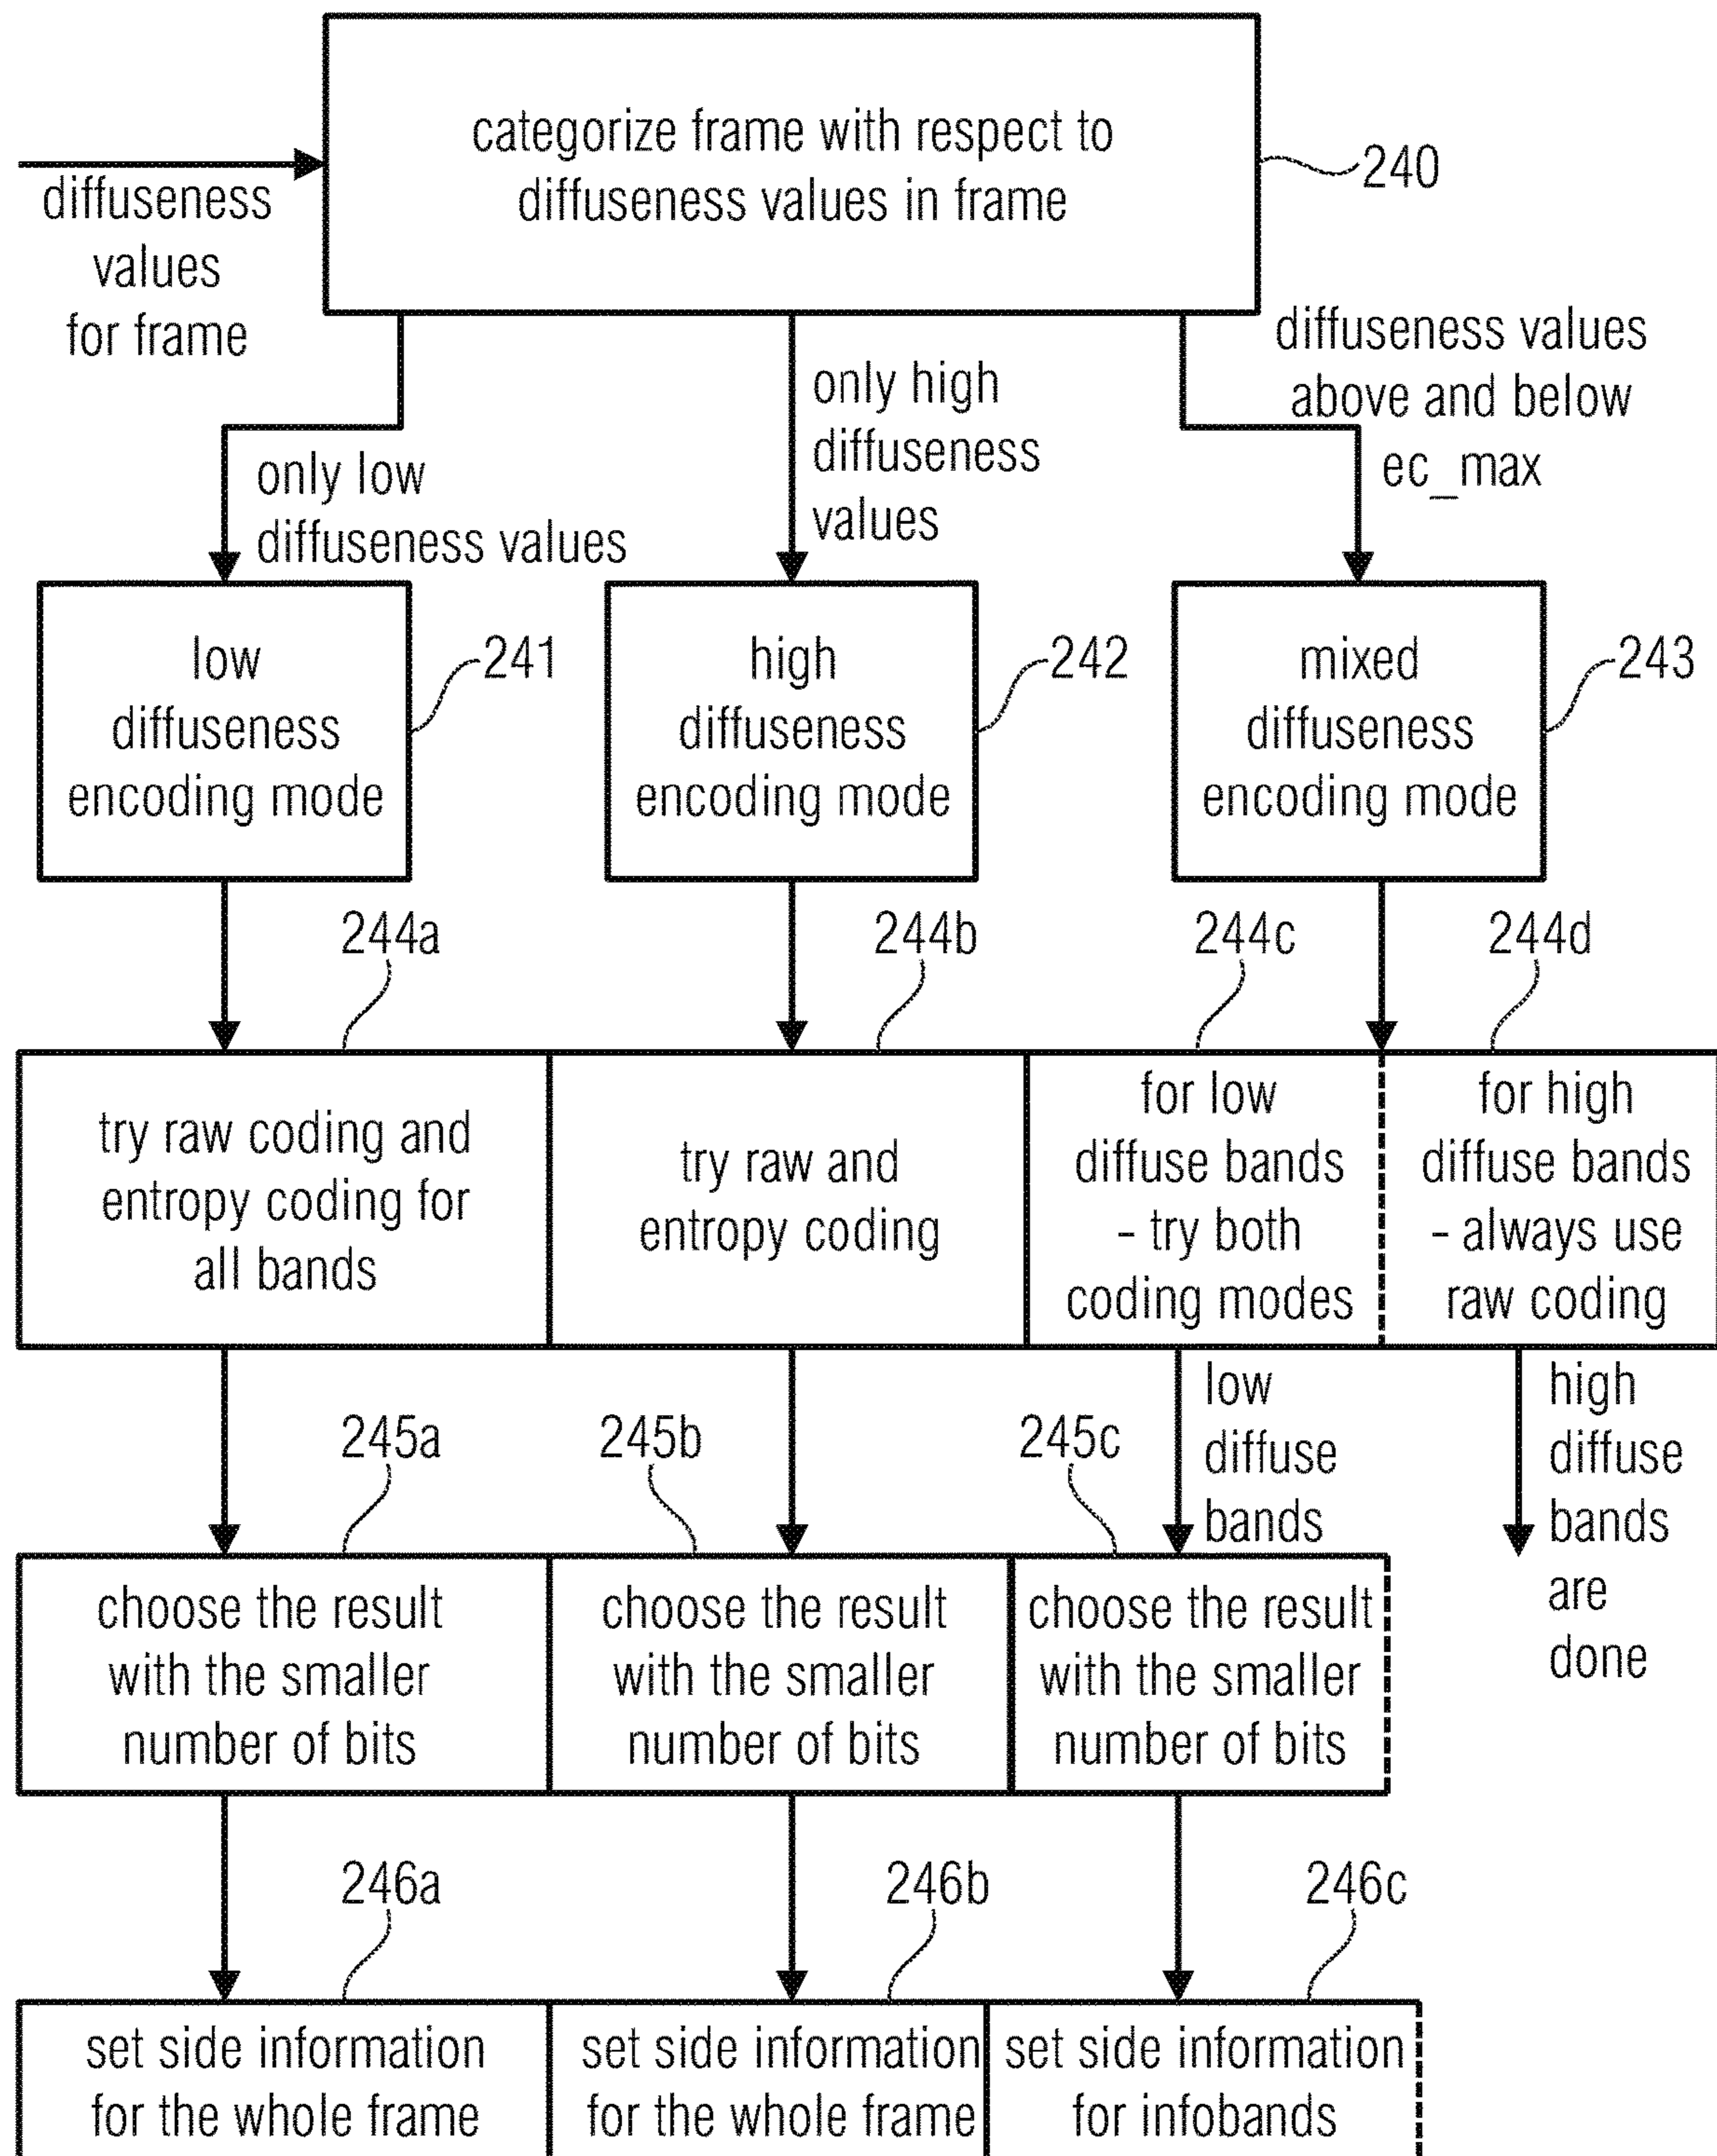 categorize frame with respect to
diffuseness values in frame
240
diffuseness
values
for frame
only low
diffuseness values
only high
diffuseness
values
diffuseness values
above and below
ec_max
low
diffuseness
encoding mode
241
high
diffuseness
encoding mode
242
mixed
diffuseness
encoding mode
243
244a
244b
244c
244d
try raw coding and
entropy coding for
all bands
try raw and
entropy coding
for low
diffuse bands
- try both
coding modes
for high
diffuse bands
- always use
raw coding
245a
245b
245c
low
diffuse
bands
high
diffuse
bands
are
done
choose the result
with the smaller
number of bits
choose the result
with the smaller
number of bits
choose the result
with the smaller
number of bits
246a
246b
246c
set side information
for the whole frame
set side information
for the whole frame
set side information
for infobands